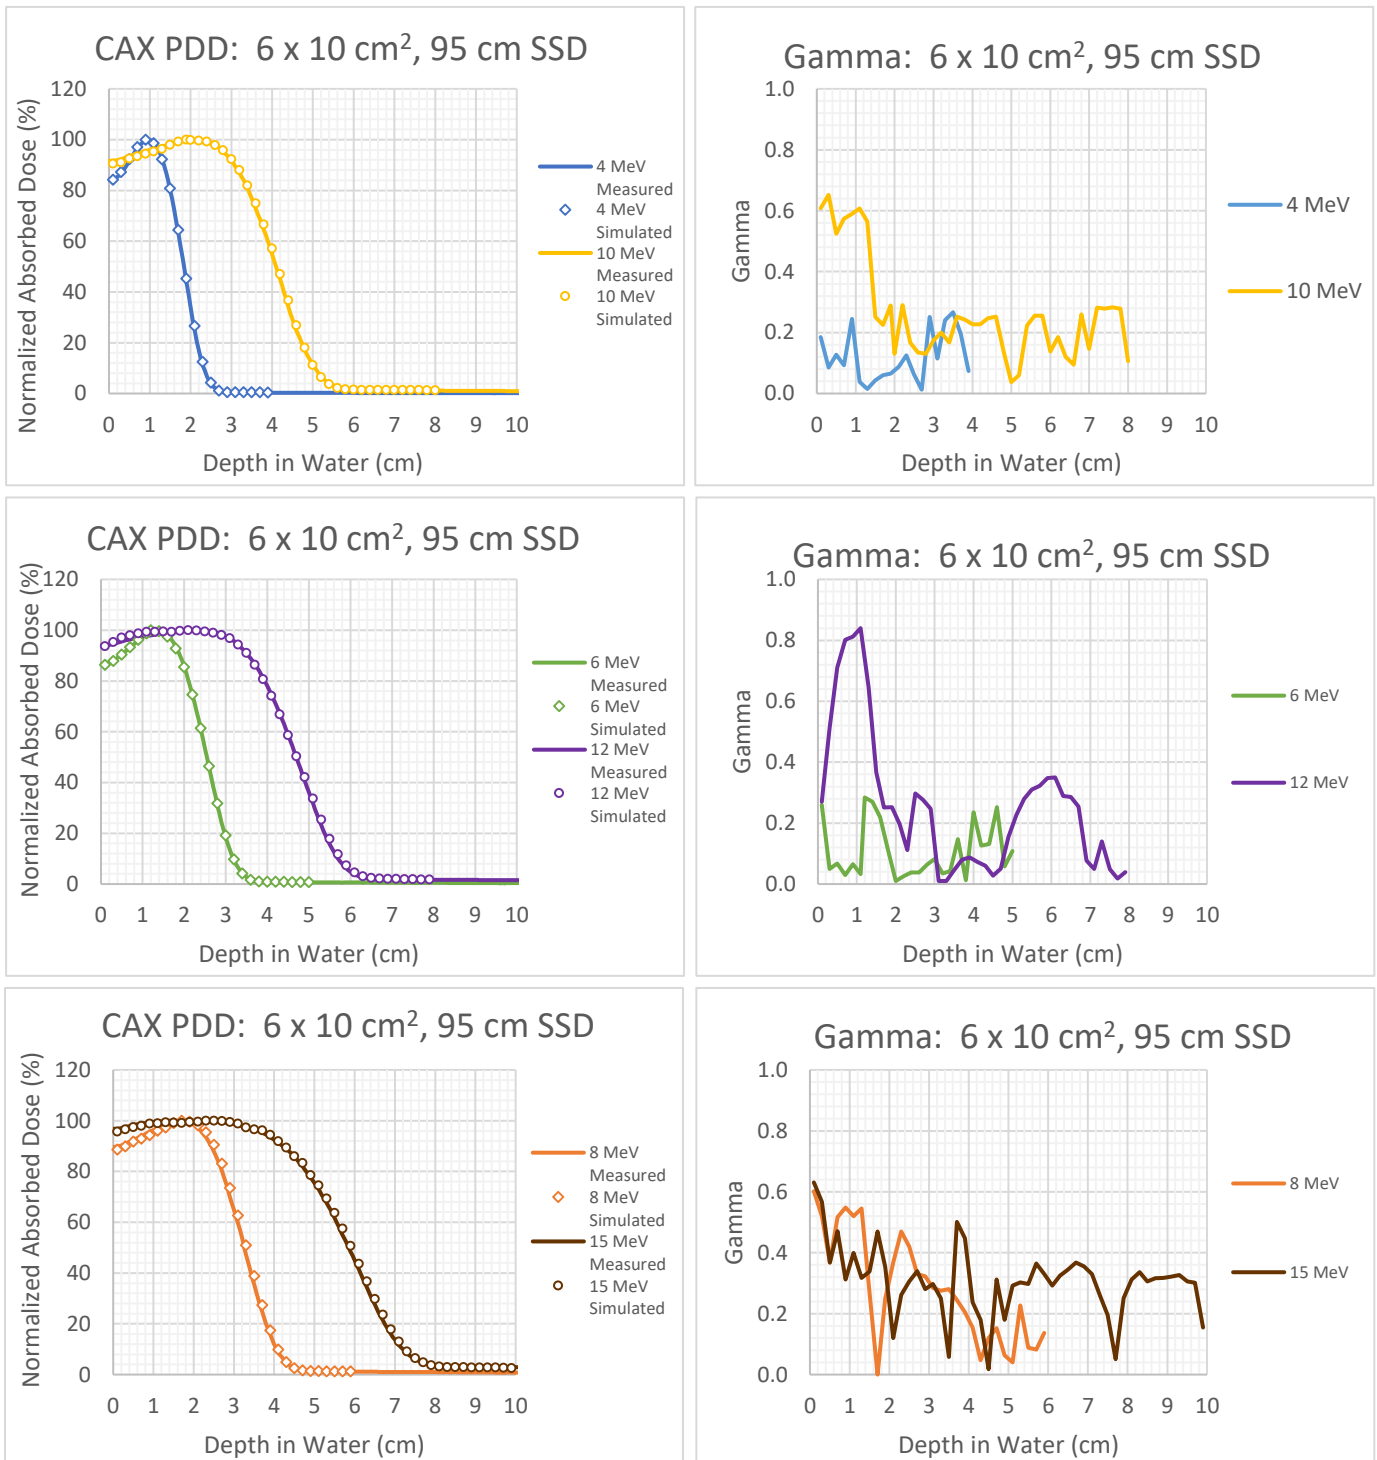 CAX PDD: 6 x 10 cm², 95 cm SSD
Normalized Absorbed Dose (%)
120
100
80
60
40
20
0
0 1 2 3 4 5 6 7 8 9 10
Depth in Water (cm)
4 MeV
Measured
4 MeV
Simulated
10 MeV
Measured
10 MeV
Simulated
Gamma: 6 x 10 cm², 95 cm SSD
Gamma
1.0
0.8
0.6
0.4
0.2
0.0
0 1 2 3 4 5 6 7 8 9 10
Depth in Water (cm)
4 MeV
10 MeV
CAX PDD: 6 x 10 cm², 95 cm SSD
Normalized Absorbed Dose (%)
120
100
80
60
40
20
0
0 1 2 3 4 5 6 7 8 9 10
Depth in Water (cm)
6 MeV
Measured
6 MeV
Simulated
12 MeV
Measured
12 MeV
Simulated
Gamma: 6 x 10 cm², 95 cm SSD
Gamma
1.0
0.8
0.6
0.4
0.2
0.0
0 1 2 3 4 5 6 7 8 9 10
Depth in Water (cm)
6 MeV
12 MeV
CAX PDD: 6 x 10 cm², 95 cm SSD
Normalized Absorbed Dose (%)
120
100
80
60
40
20
0
0 1 2 3 4 5 6 7 8 9 10
Depth in Water (cm)
8 MeV
Measured
8 MeV
Simulated
15 MeV
Measured
15 MeV
Simulated
Gamma: 6 x 10 cm², 95 cm SSD
Gamma
1.0
0.8
0.6
0.4
0.2
0.0
0 1 2 3 4 5 6 7 8 9 10
Depth in Water (cm)
8 MeV
15 MeV